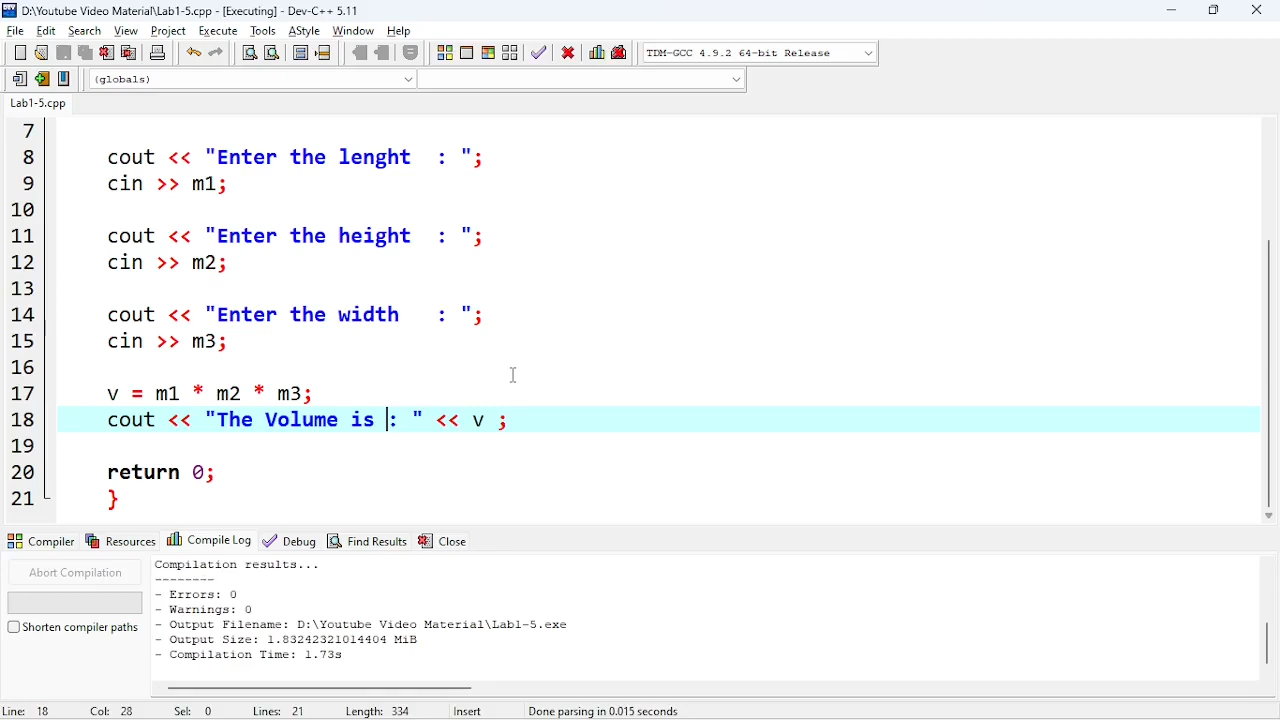 D:\Youtube Video Material\Lab1-5.cpp - [Executing] - Dev-C++ 5.11
File Edit Search View Project Execute Tools AStyle Window Help
TDM-GCC 4.9.2 64-bit Release
(globals)
Lab1-5.cpp
7
8 cout << "Enter the lenght  : ";
9 cin >> m1;
10
11 cout << "Enter the height  : ";
12 cin >> m2;
13
14 cout << "Enter the width   : ";
15 cin >> m3;
16
17 v = m1 * m2 * m3;
18 cout << "The Volume is : " << v ;
19
20 return 0;
21 }
Compiler Resources Compile Log Debug Find Results Close
Abort Compilation
Shorten compiler paths
Compilation results...
--------
- Errors: 0
- Warnings: 0
- Output Filename: D:\Youtube Video Material\Lab1-5.exe
- Output Size: 1.83242321014404 MiB
- Compilation Time: 1.73s
Line: 18 Col: 28 Sel: 0 Lines: 21 Length: 334 Insert Done parsing in 0.015 seconds